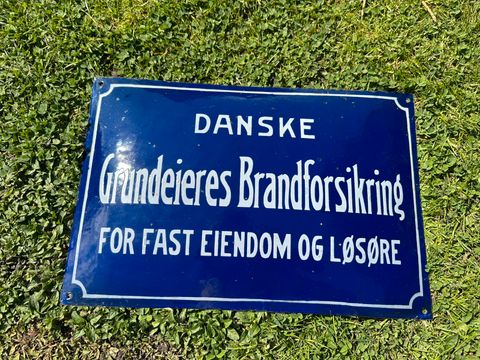 DANSKE
Grundeieres Brandforsikring
FOR FAST EIENDOM OG LØSØRE